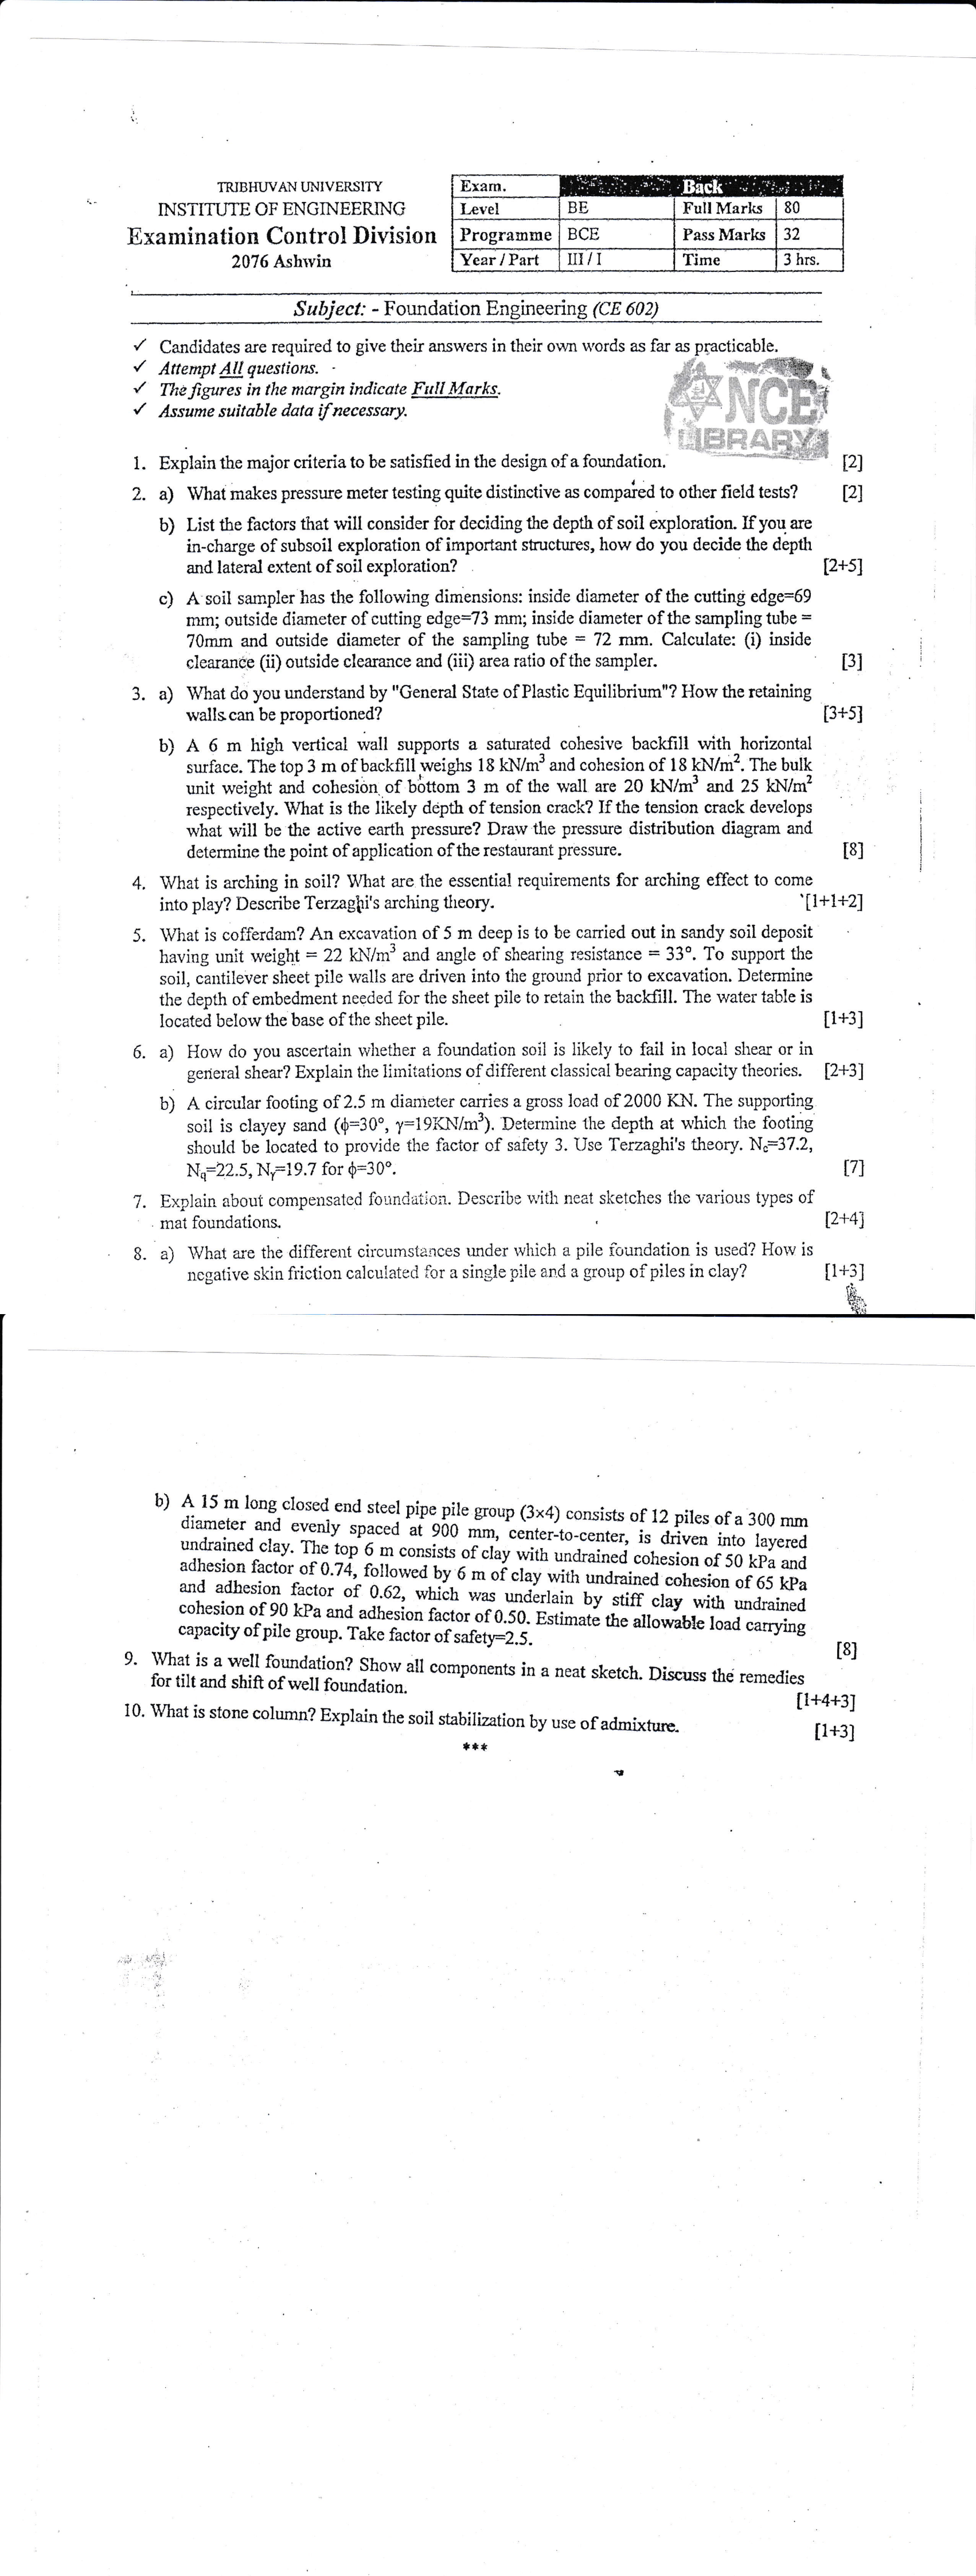 TRIBHUVAN UNIVERSITY
INSTITUTE OF ENGINEERING
Examination Control Division
2076 Ashwin
Exam. Back
Level BE Full Marks 80
Programme BCE Pass Marks 32
Year / Part III / I Time 3 hrs.
Subject: - Foundation Engineering (CE 602)
✓ Candidates are required to give their answers in their own words as far as practicable.
✓ Attempt All questions.
✓ The figures in the margin indicate Full Marks.
✓ Assume suitable data if necessary.
NCE
LIBRARY
1. Explain the major criteria to be satisfied in the design of a foundation. [2]
2. a) What makes pressure meter testing quite distinctive as compared to other field tests? [2]
b) List the factors that will consider for deciding the depth of soil exploration. If you are
in-charge of subsoil exploration of important structures, how do you decide the depth
and lateral extent of soil exploration? [2+5]
c) A soil sampler has the following dimensions: inside diameter of the cutting edge=69
mm; outside diameter of cutting edge=73 mm; inside diameter of the sampling tube =
70mm and outside diameter of the sampling tube = 72 mm. Calculate: (i) inside
clearance (ii) outside clearance and (iii) area ratio of the sampler. [3]
3. a) What do you understand by "General State of Plastic Equilibrium"? How the retaining
walls can be proportioned? [3+5]
b) A 6 m high vertical wall supports a saturated cohesive backfill with horizontal
surface. The top 3 m of backfill weighs 18 kN/m³ and cohesion of 18 kN/m². The bulk
unit weight and cohesion of bottom 3 m of the wall are 20 kN/m³ and 25 kN/m²
respectively. What is the likely depth of tension crack? If the tension crack develops
what will be the active earth pressure? Draw the pressure distribution diagram and
determine the point of application of the restaurant pressure. [8]
4. What is arching in soil? What are the essential requirements for arching effect to come
into play? Describe Terzaghi's arching theory. [1+1+2]
5. What is cofferdam? An excavation of 5 m deep is to be carried out in sandy soil deposit
having unit weight = 22 kN/m³ and angle of shearing resistance = 33°. To support the
soil, cantilever sheet pile walls are driven into the ground prior to excavation. Determine
the depth of embedment needed for the sheet pile to retain the backfill. The water table is
located below the base of the sheet pile. [1+3]
6. a) How do you ascertain whether a foundation soil is likely to fail in local shear or in
general shear? Explain the limitations of different classical bearing capacity theories. [2+3]
b) A circular footing of 2.5 m diameter carries a gross load of 2000 KN. The supporting
soil is clayey sand (ϕ=30°, γ=19KN/m³). Determine the depth at which the footing
should be located to provide the factor of safety 3. Use Terzaghi's theory. Nc=37.2,
Nq=22.5, Nγ=19.7 for ϕ=30°. [7]
7. Explain about compensated foundation. Describe with neat sketches the various types of
mat foundations. [2+4]
8. a) What are the different circumstances under which a pile foundation is used? How is
negative skin friction calculated for a single pile and a group of piles in clay? [1+3]
b) A 15 m long closed end steel pipe pile group (3×4) consists of 12 piles of a 300 mm
diameter and evenly spaced at 900 mm, center-to-center, is driven into layered
undrained clay. The top 6 m consists of clay with undrained cohesion of 50 kPa and
adhesion factor of 0.74, followed by 6 m of clay with undrained cohesion of 65 kPa
and adhesion factor of 0.62, which was underlain by stiff clay with undrained
cohesion of 90 kPa and adhesion factor of 0.50. Estimate the allowable load carrying
capacity of pile group. Take factor of safety=2.5. [8]
9. What is a well foundation? Show all components in a neat sketch. Discuss the remedies
for tilt and shift of well foundation. [1+4+3]
10. What is stone column? Explain the soil stabilization by use of admixture. [1+3]
***